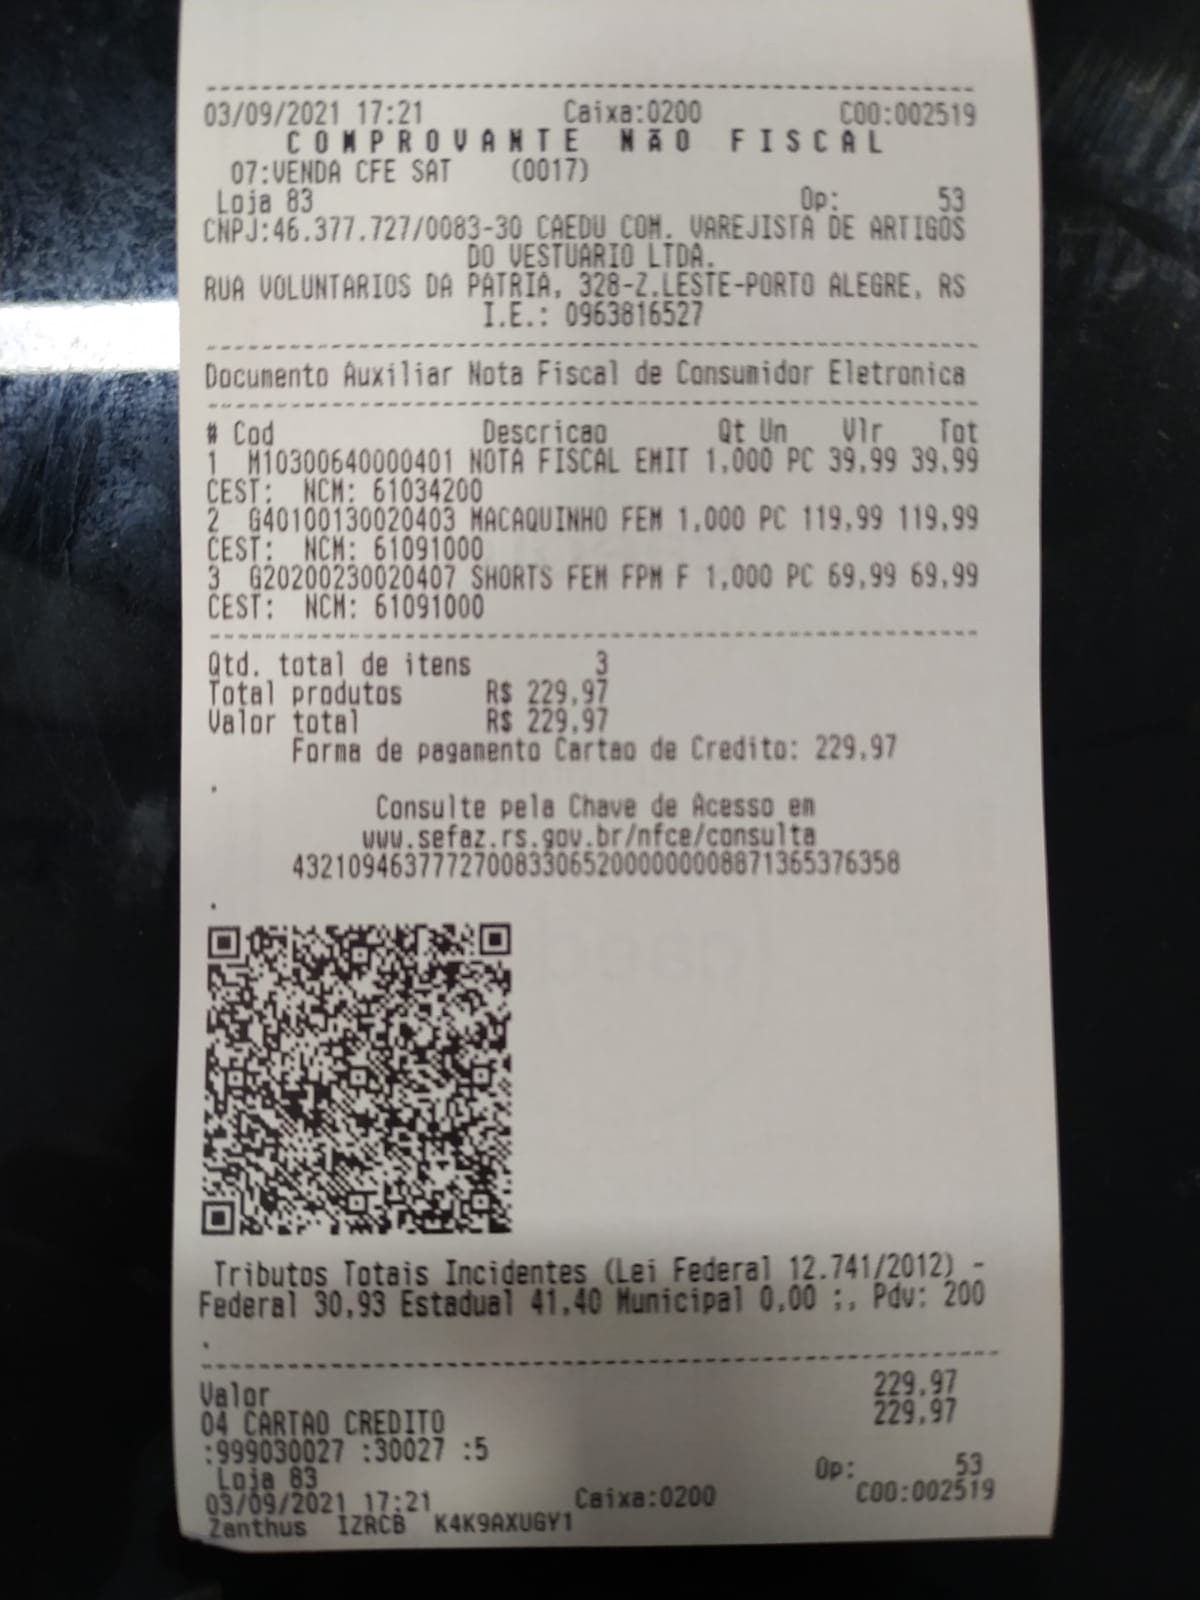 03/09/2021 17:21 Caixa:0200 COO:002519
COMPROVANTE NãO FISCAL
07:VENDA CFE SAT (0017)
Loja 83 Op: 53
CNPJ:46.377.727/0083-30 CAEDU COM. VAREJISTA DE ARTIGOS
DO VESTUARIO LTDA.
RUA VOLUNTARIOS DA PATRIA, 328-Z.LESTE-PORTO ALEGRE, RS
I.E.: 0963816527
Documento Auxiliar Nota Fiscal de Consumidor Eletronica
# Cod Descricao Qt Un Vlr Tot
1 M10300640000401 NOTA FISCAL EMIT 1,000 PC 39,99 39,99
CEST: NCM: 61034200
2 G40100130020403 MACAQUINHO FEM 1,000 PC 119,99 119,99
CEST: NCM: 61091000
3 G20200230020407 SHORTS FEM FPM F 1,000 PC 69,99 69,99
CEST: NCM: 61091000
Qtd. total de itens 3
Total produtos R$ 229,97
Valor total R$ 229,97
Forma de pagamento Cartao de Credito: 229,97
.
Consulte pela Chave de Acesso em
www.sefaz.rs.gov.br/nfce/consulta
43210946377727008330652000000008871365376358
.
Tributos Totais Incidentes (Lei Federal 12.741/2012) -
Federal 30,93 Estadual 41,40 Municipal 0,00 :, Pdv: 200
.
Valor 229,97
04 CARTAO CREDITO 229,97
:999030027 :30027 :5
Loja 83 Op: 53
03/09/2021 17:21 Caixa:0200 COO:002519
Zanthus IZRCB K4K9AXUGY1